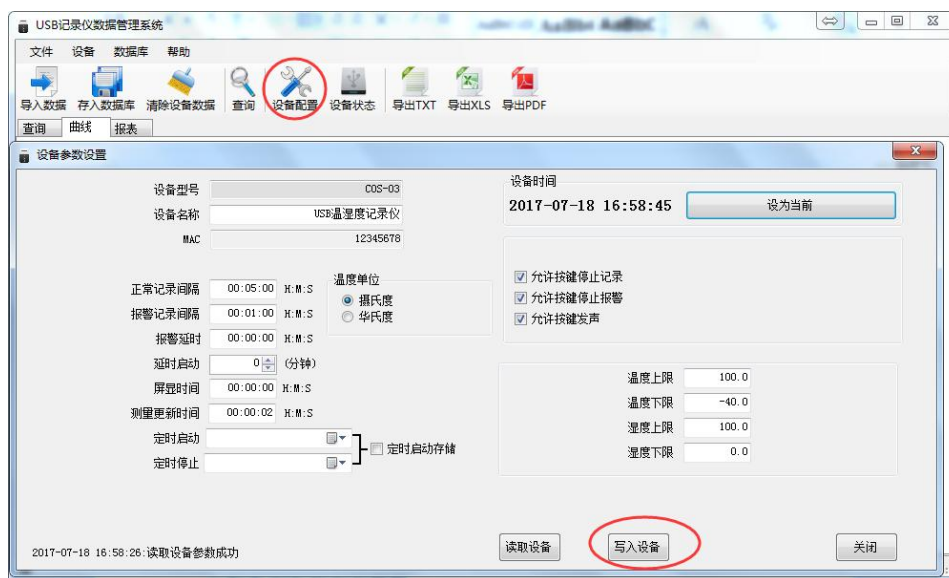 USB记录仪数据管理系统
文件 设备 数据库 帮助
导入数据 存入数据库 清除设备数据 查询 设备配置 设备状态 导出TXT 导出XLS 导出PDF
查询 曲线 报表
设备参数设置
设备型号 COS-03
设备名称 USB温湿度记录仪
MAC 12345678
设备时间
2017-07-18 16:58:45 设为当前
正常记录间隔 00:05:00 H:M:S
报警记录间隔 00:01:00 H:M:S
报警延时 00:00:00 H:M:S
延时启动 0 (分钟)
屏显时间 00:00:00 H:M:S
测量更新时间 00:00:02 H:M:S
定时启动
定时停止
定时启动存储
温度单位
摄氏度
华氏度
允许按键停止记录
允许按键停止报警
允许按键发声
温度上限 100.0
温度下限 -40.0
湿度上限 100.0
湿度下限 0.0
2017-07-18 16:58:26:读取设备参数成功
读取设备 写入设备 关闭